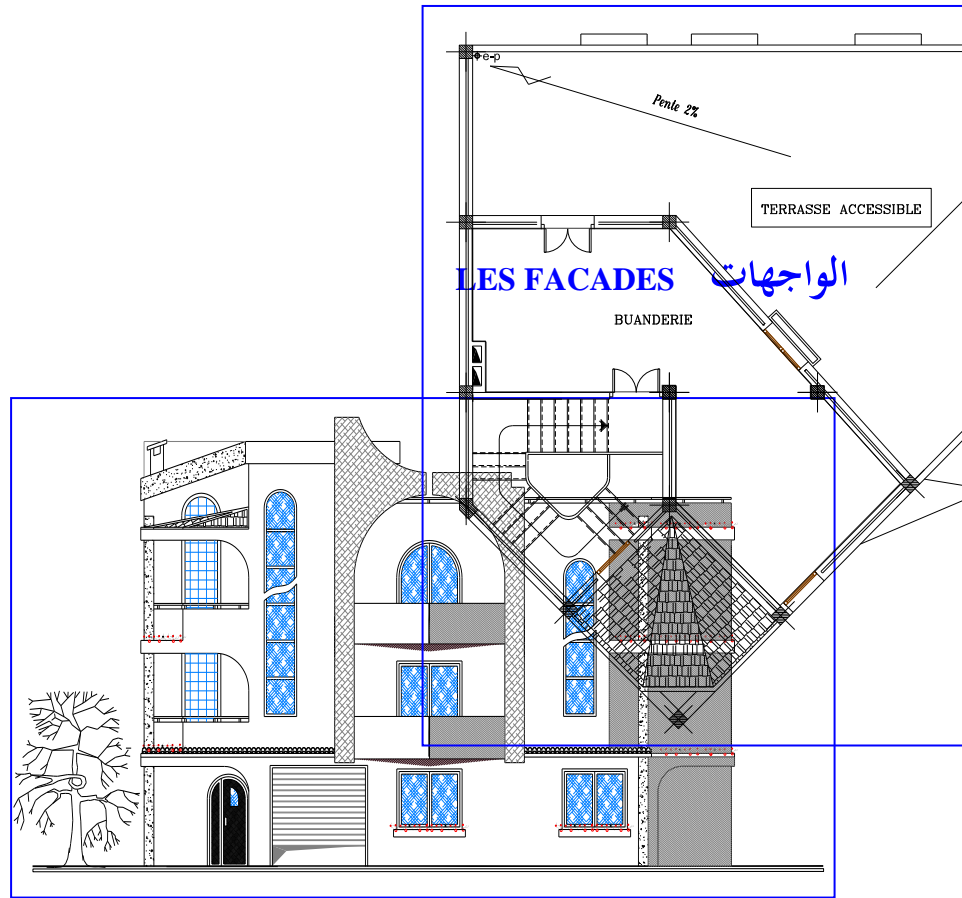 e-p
Pente 2%
TERRASSE ACCESSIBLE
LES FACADES الواجهات
BUANDERIE